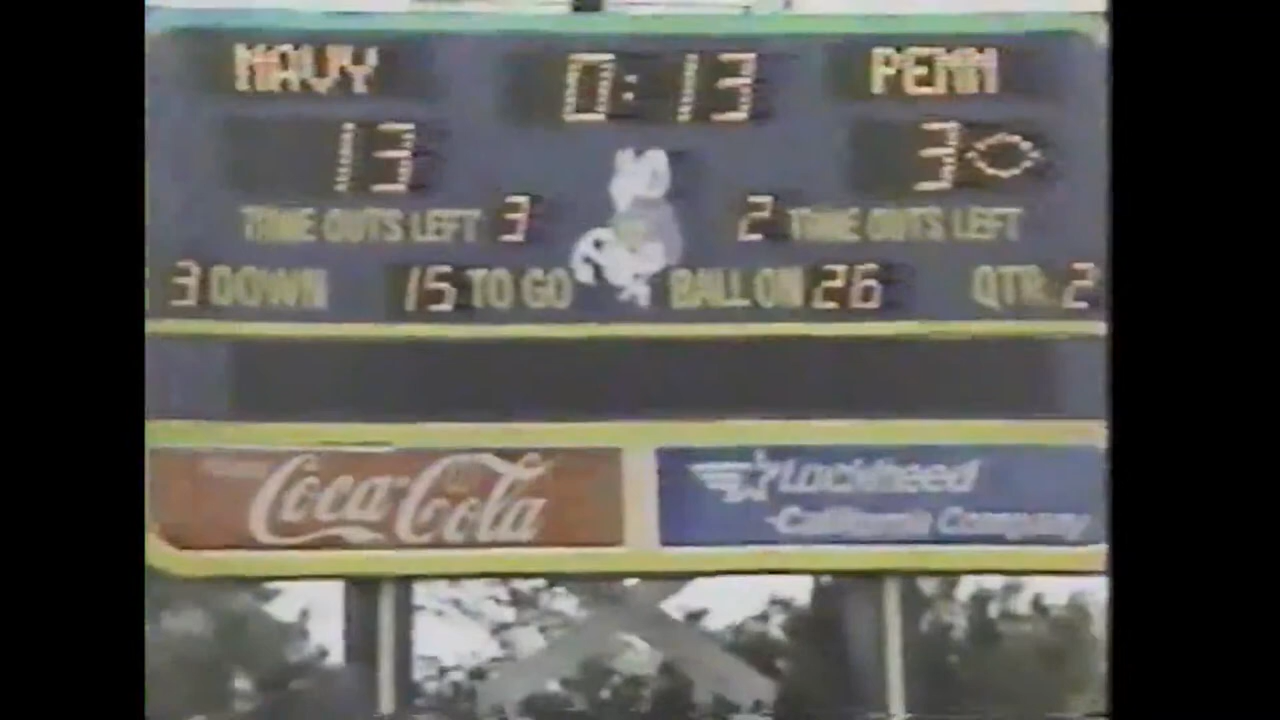 NAVY 0:13 PENN
13 3
TIME OUTS LEFT 3 2 TIME OUTS LEFT
3 DOWN 15 TO GO BALL ON 26 QTR 2
Coca-Cola
Lockheed
-California Company